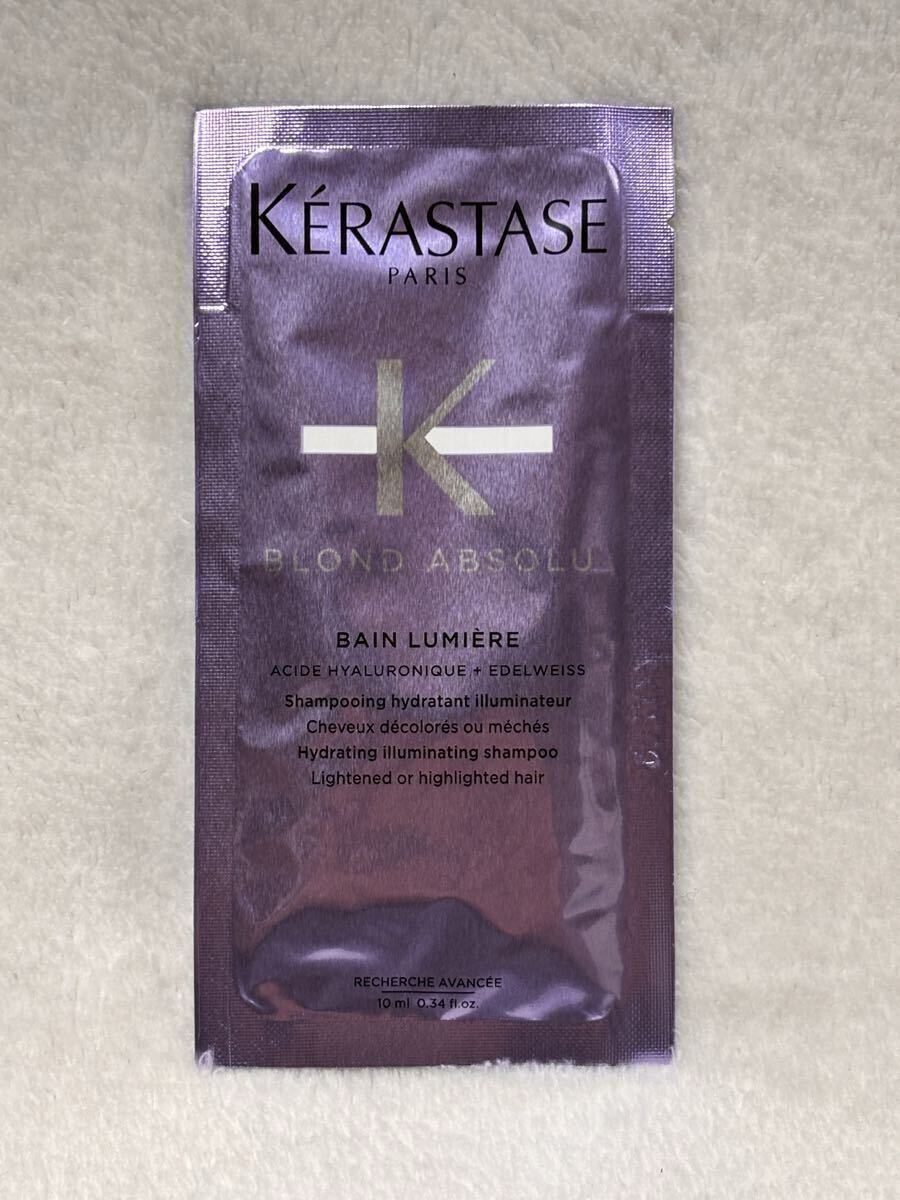 KÉRASTASE
PARIS
K
BLOND ABSOLU
BAIN LUMIÈRE
ACIDE HYALURONIQUE + EDELWEISS
Shampooing hydratant illuminateur
Cheveux décolorés ou méchés
Hydrating illuminating shampoo
Lightened or highlighted hair
RECHERCHE AVANCÉE
10 ml 0.34 fl.oz.